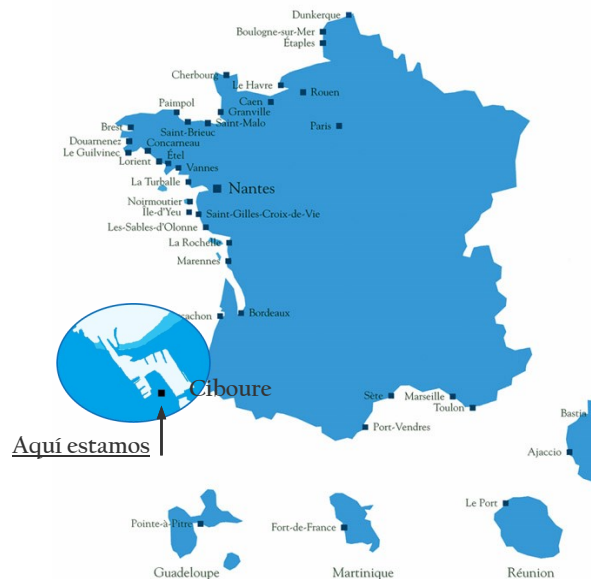 Dunkerque
Boulogne-sur-Mer
Étaples
Cherbourg
Le Havre
Rouen
Caen
Paimpol
Granville
Saint-Malo
Saint-Brieuc
Paris
Brest
Douarnenez
Concarneau
Le Guilvinec
Étel
Lorient
Vannes
La Turballe
Nantes
Noirmoutier
Île-d'Yeu
Saint-Gilles-Croix-de-Vie
Les-Sables-d'Olonne
La Rochelle
Marennes
cachon
Bordeaux
Ciboure
Sète
Marseille
Toulon
Port-Vendres
Bastia
Ajaccio
Aquí estamos
Pointe-à-Pitre
Fort-de-France
Le Port
Guadeloupe
Martinique
Réunion